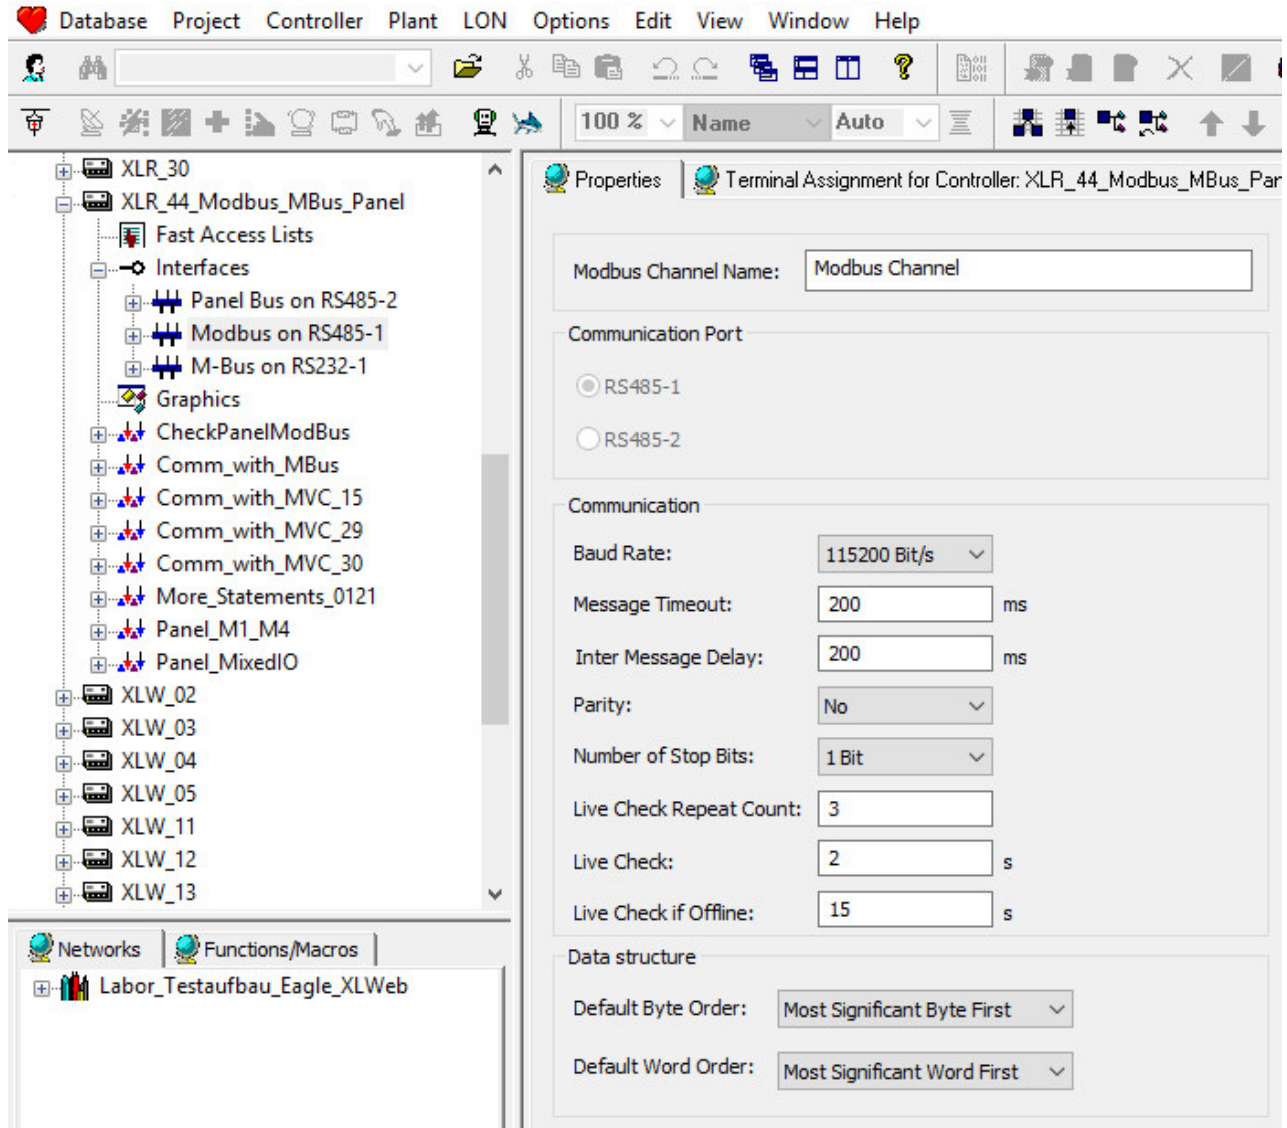 Database Project Controller Plant LON Options Edit View Window Help
100 % Name Auto
XLR_30
XLR_44_Modbus_MBus_Panel
Fast Access Lists
Interfaces
Panel Bus on RS485-2
Modbus on RS485-1
M-Bus on RS232-1
Graphics
CheckPanelModBus
Comm_with_MBus
Comm_with_MVC_15
Comm_with_MVC_29
Comm_with_MVC_30
More_Statements_0121
Panel_M1_M4
Panel_MixedIO
XLW_02
XLW_03
XLW_04
XLW_05
XLW_11
XLW_12
XLW_13
Networks Functions/Macros
Labor_Testaufbau_Eagle_XLWeb
Properties Terminal Assignment for Controller: XLR_44_Modbus_MBus_Par
Modbus Channel Name: Modbus Channel
Communication Port
RS485-1
RS485-2
Communication
Baud Rate: 115200 Bit/s
Message Timeout: 200 ms
Inter Message Delay: 200 ms
Parity: No
Number of Stop Bits: 1 Bit
Live Check Repeat Count: 3
Live Check: 2 s
Live Check if Offline: 15 s
Data structure
Default Byte Order: Most Significant Byte First
Default Word Order: Most Significant Word First